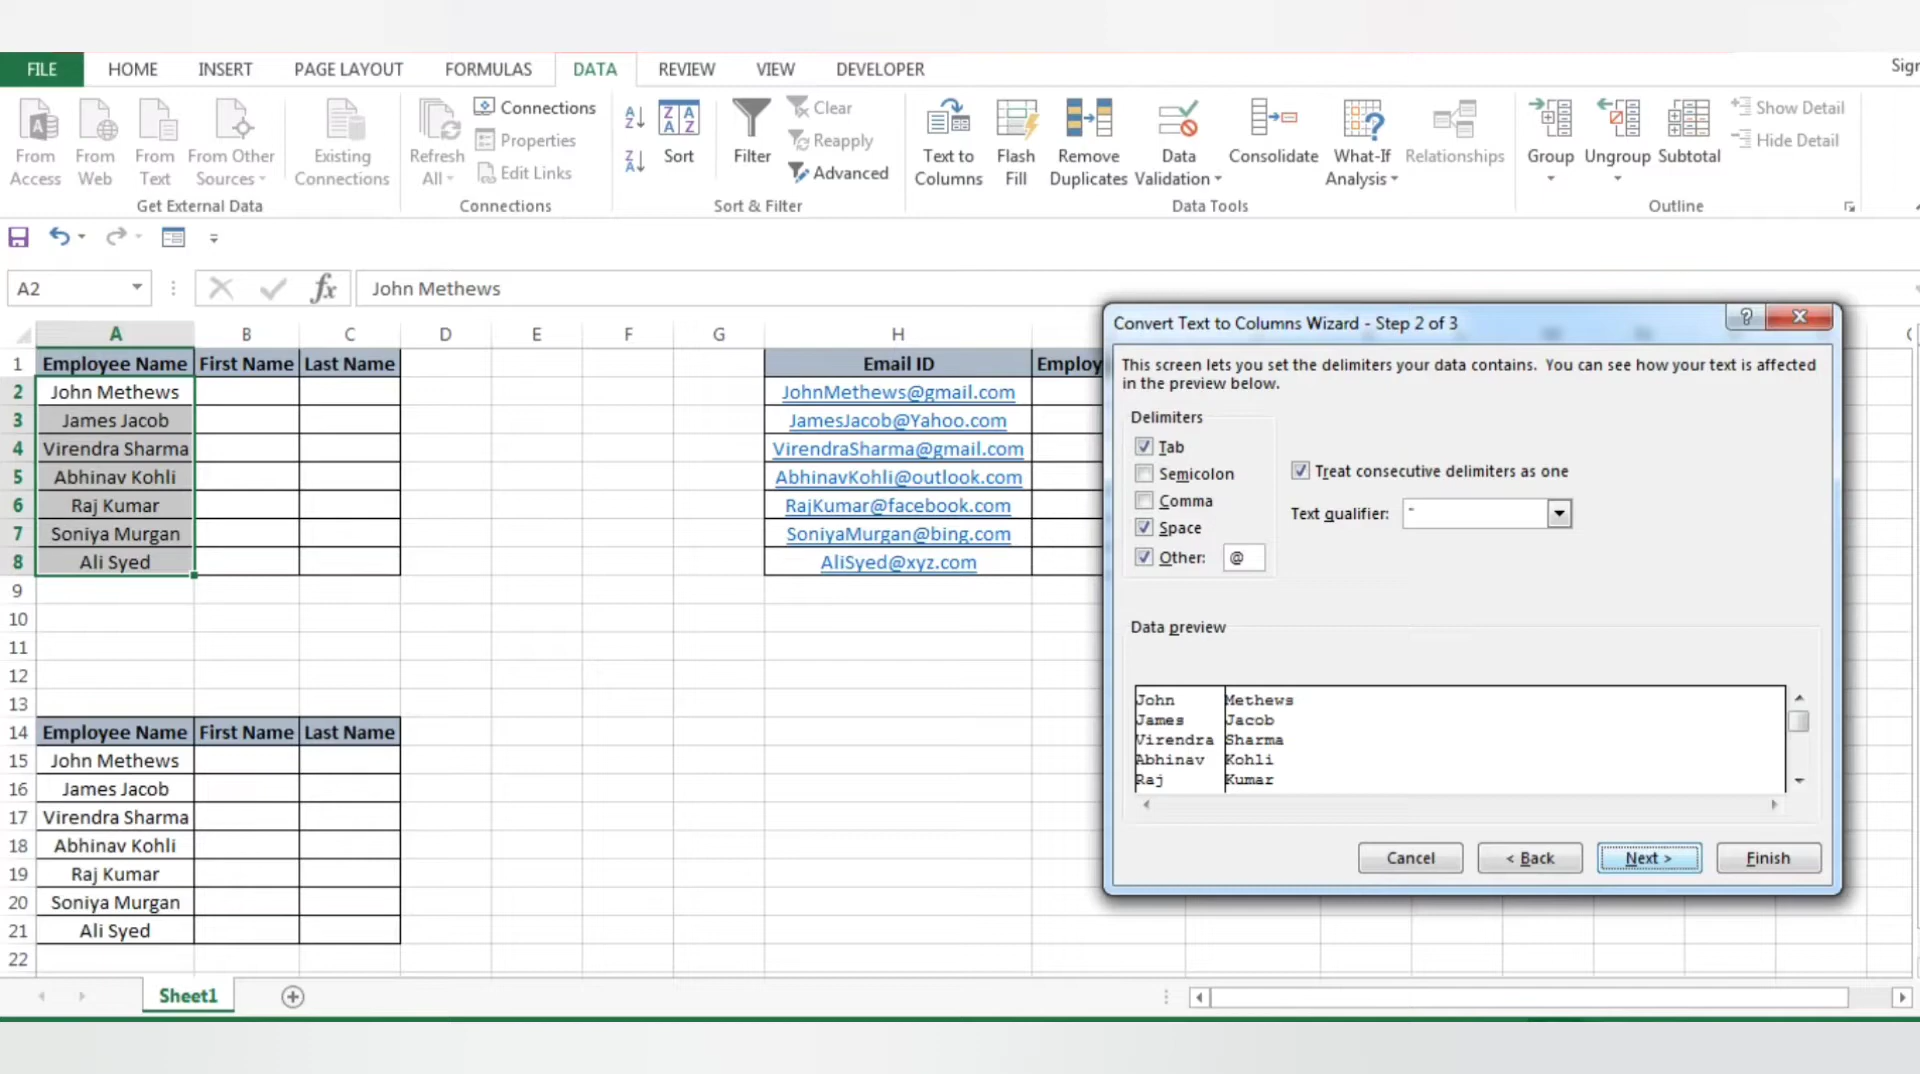 FILE HOME INSERT PAGE LAYOUT FORMULAS DATA REVIEW VIEW DEVELOPER Sign
From Access
From Web
From Text
From Other Sources
Get External Data
Existing Connections
Refresh All
Connections
Properties
Edit Links
Connections
Sort
Filter
Clear
Reapply
Advanced
Sort & Filter
Text to Columns
Flash Fill
Remove Duplicates
Data Validation
Consolidate
What-If Analysis
Relationships
Data Tools
Group
Ungroup
Subtotal
Show Detail
Hide Detail
Outline
A2 fx John Methews
A B C D E F G H
1 Employee Name First Name Last Name Email ID Employ
2 John Methews JohnMethews@gmail.com
3 James Jacob JamesJacob@Yahoo.com
4 Virendra Sharma VirendraSharma@gmail.com
5 Abhinav Kohli AbhinavKohli@outlook.com
6 Raj Kumar RajKumar@facebook.com
7 Soniya Murgan SoniyaMurgan@bing.com
8 Ali Syed AliSyed@xyz.com
9
10
11
12
13
14 Employee Name First Name Last Name
15 John Methews
16 James Jacob
17 Virendra Sharma
18 Abhinav Kohli
19 Raj Kumar
20 Soniya Murgan
21 Ali Syed
22
Sheet1
Convert Text to Columns Wizard - Step 2 of 3
This screen lets you set the delimiters your data contains. You can see how your text is affected
in the preview below.
Delimiters
Tab
Semicolon
Comma
Space
Other: @
Treat consecutive delimiters as one
Text qualifier: "
Data preview
John Methews
James Jacob
Virendra Sharma
Abhinav Kohli
Raj Kumar
Cancel < Back Next > Finish